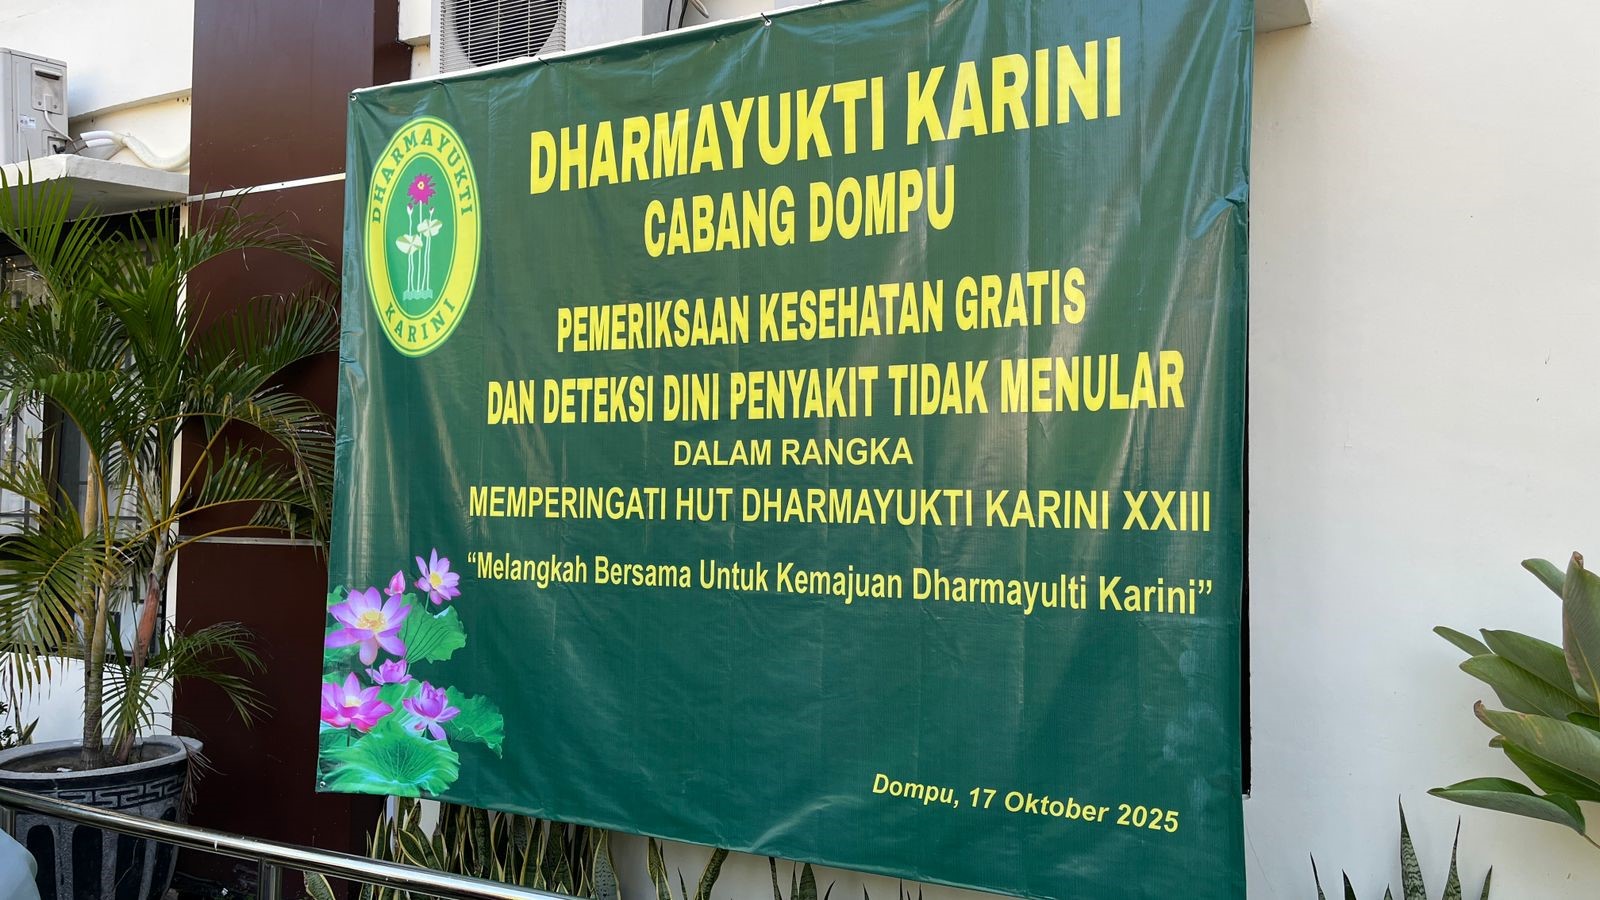 DHARMAYUKTI
KARINI
DHARMAYUKTI KARINI
CABANG DOMPU
PEMERIKSAAN KESEHATAN GRATIS
DAN DETEKSI DINI PENYAKIT TIDAK MENULAR
DALAM RANGKA
MEMPERINGATI HUT DHARMAYUKTI KARINI XXIII
“Melangkah Bersama Untuk Kemajuan Dharmayulti Karini”
Dompu, 17 Oktober 2025